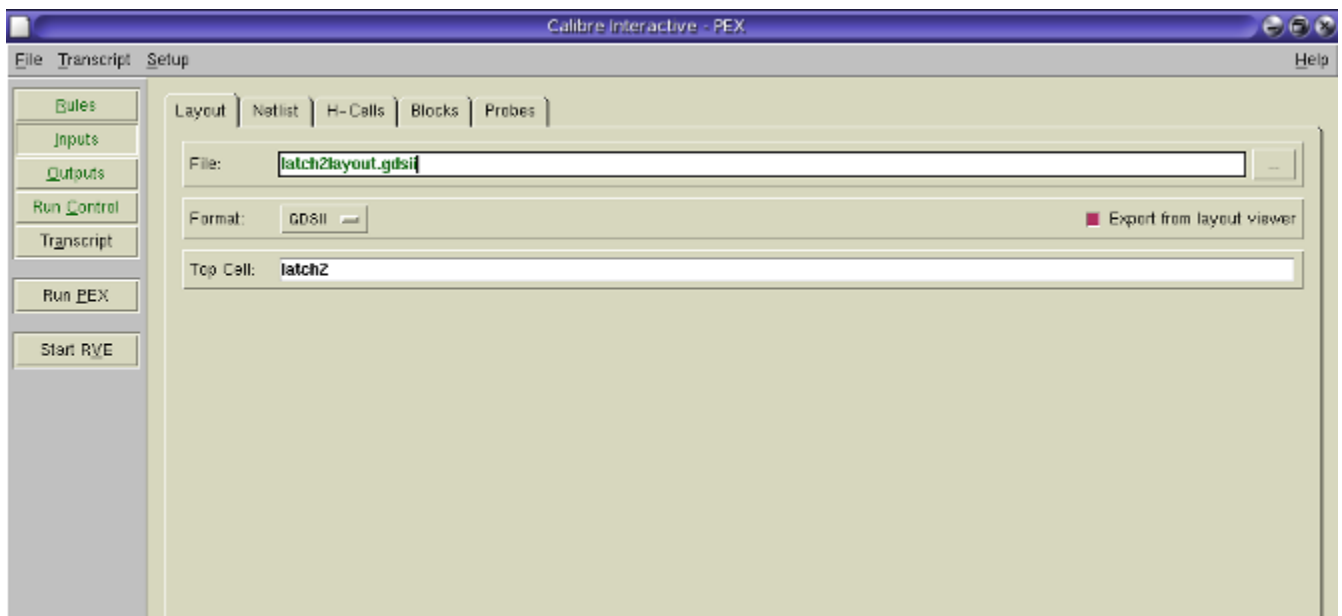 Calibre Interactive - PEX
File Transcript Setup Help
Rules
Inputs
Outputs
Run Control
Transcript
Run PEX
Start RVE
Layout Netlist H-Cells Blocks Probes
File: latch2layout.gdsii ...
Format: GDSII Export from layout viewer
Top Cell: latch2